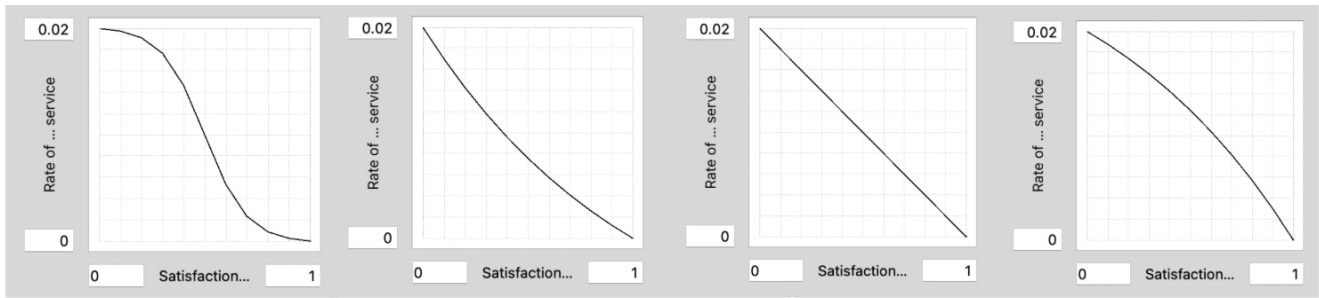 0.02
Rate of ... service
0
0
Satisfaction...
1
0.02
Rate of ... service
0
0
Satisfaction...
1
0.02
Rate of ... service
0
0
Satisfaction...
1
0.02
Rate of ... service
0
0
Satisfaction...
1